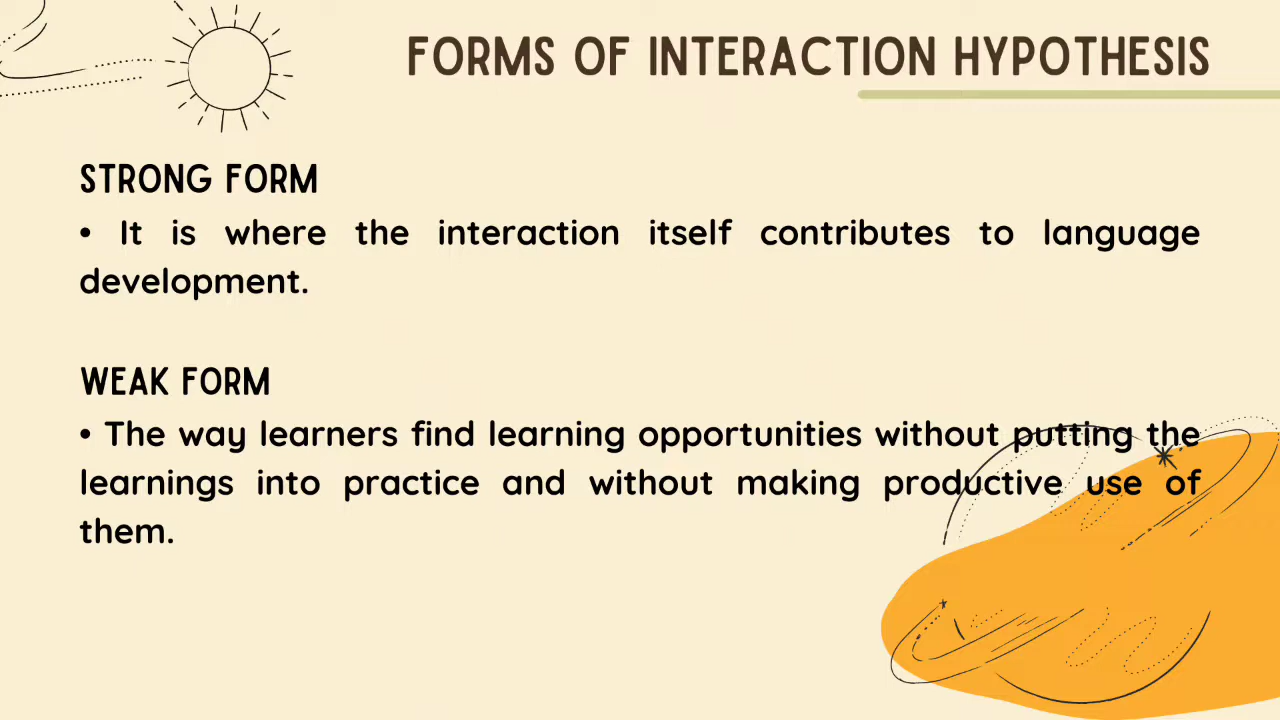 FORMS OF INTERACTION HYPOTHESIS
STRONG FORM
• It is where the interaction itself contributes to language
development.
WEAK FORM
• The way learners find learning opportunities without putting the
learnings into practice and without making productive use of
them.